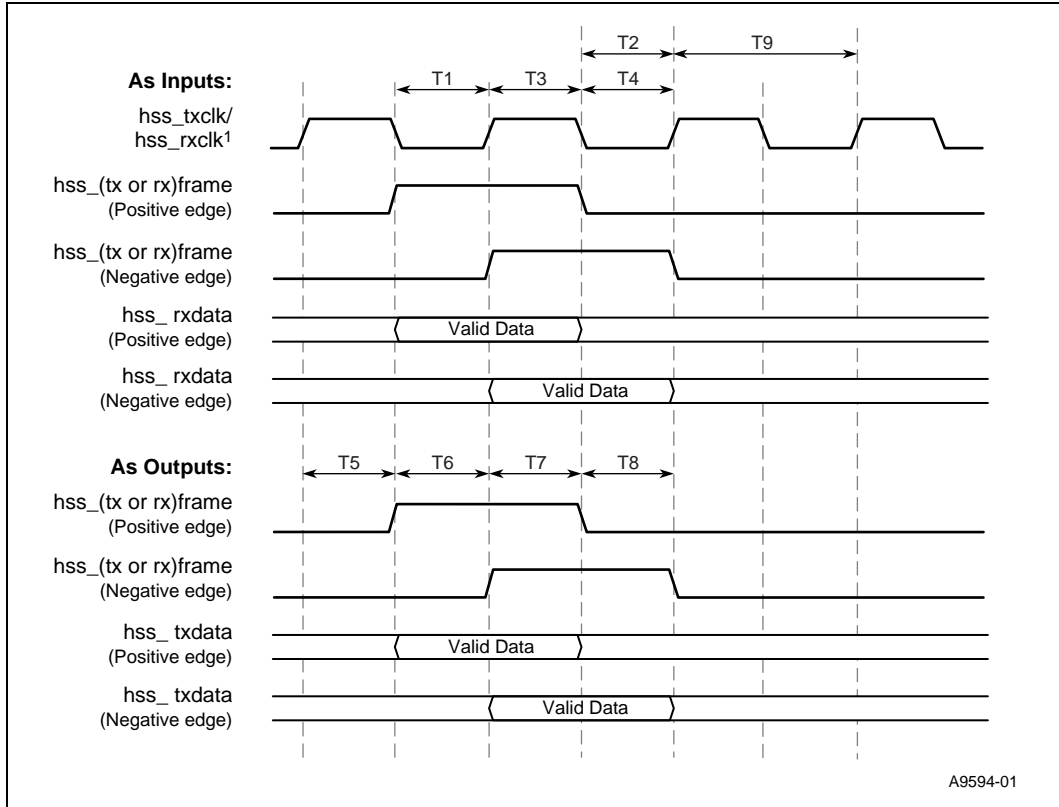 T2
T9
As Inputs:
T1
T3
T4
hss_txclk/
hss_rxclk1
hss_(tx or rx)frame
(Positive edge)
hss_(tx or rx)frame
(Negative edge)
hss_ rxdata
(Positive edge)
Valid Data
hss_ rxdata
(Negative edge)
Valid Data
As Outputs:
T5
T6
T7
T8
hss_(tx or rx)frame
(Positive edge)
hss_(tx or rx)frame
(Negative edge)
hss_ txdata
(Positive edge)
Valid Data
hss_ txdata
(Negative edge)
Valid Data
A9594-01